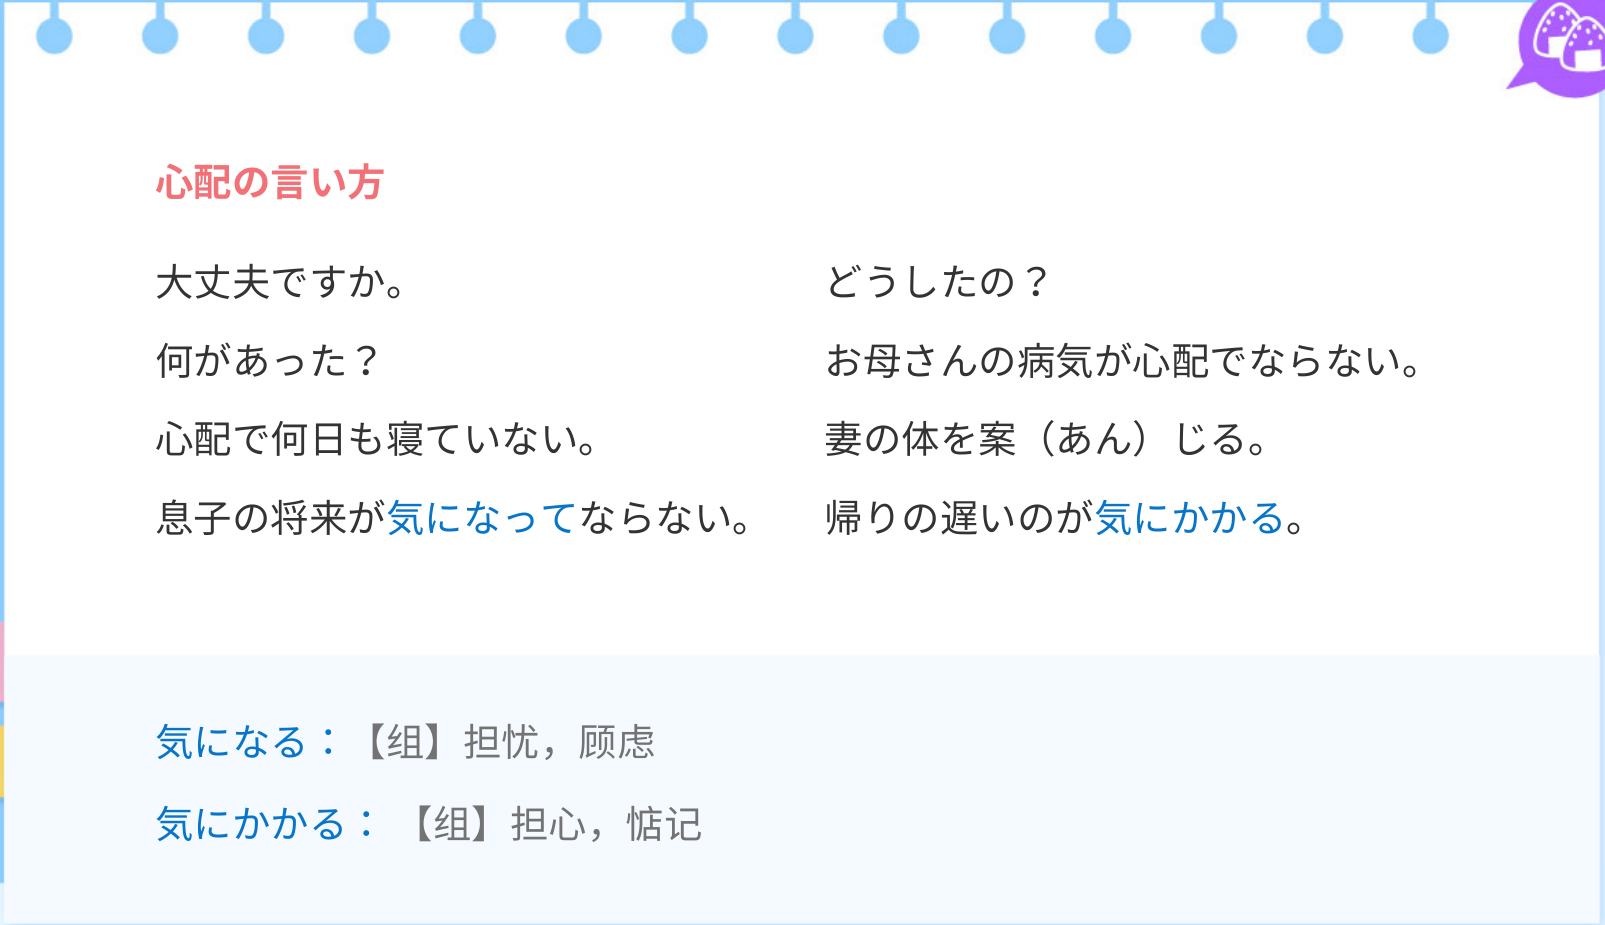 心配の言い方
大丈夫ですか。
どうしたの？
何があった？
お母さんの病気が心配でならない。
心配で何日も寝ていない。
妻の体を案（あん）じる。
息子の将来が気になってならない。
帰りの遅いのが気にかかる。
気になる：【组】担忧，顾虑
気にかかる：【组】担心，惦记